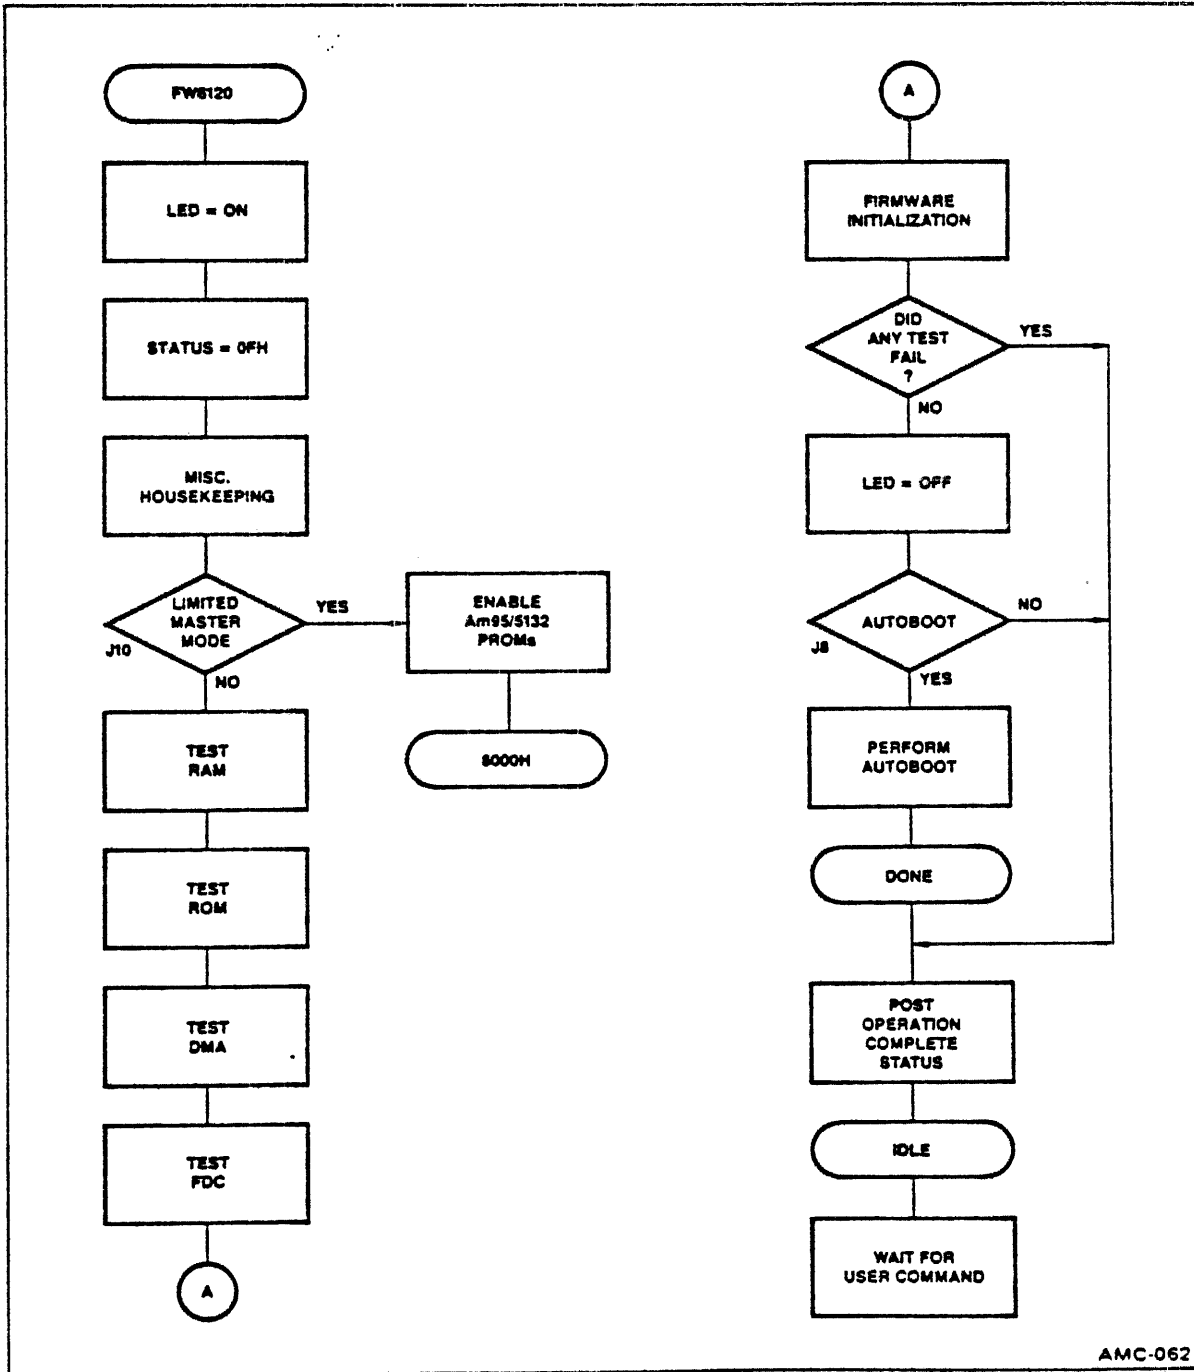 FW6120
LED = ON
STATUS = 0FH
MISC.
HOUSEKEEPING
LIMITED
MASTER
MODE
J10
YES
NO
ENABLE
Am95/5132
PROMs
8000H
TEST
RAM
TEST
ROM
TEST
DMA
TEST
FDC
A
A
FIRMWARE
INITIALIZATION
DID
ANY TEST
FAIL
?
YES
NO
LED = OFF
AUTOBOOT
J8
NO
YES
PERFORM
AUTOBOOT
DONE
POST
OPERATION
COMPLETE
STATUS
IDLE
WAIT FOR
USER COMMAND
AMC-062